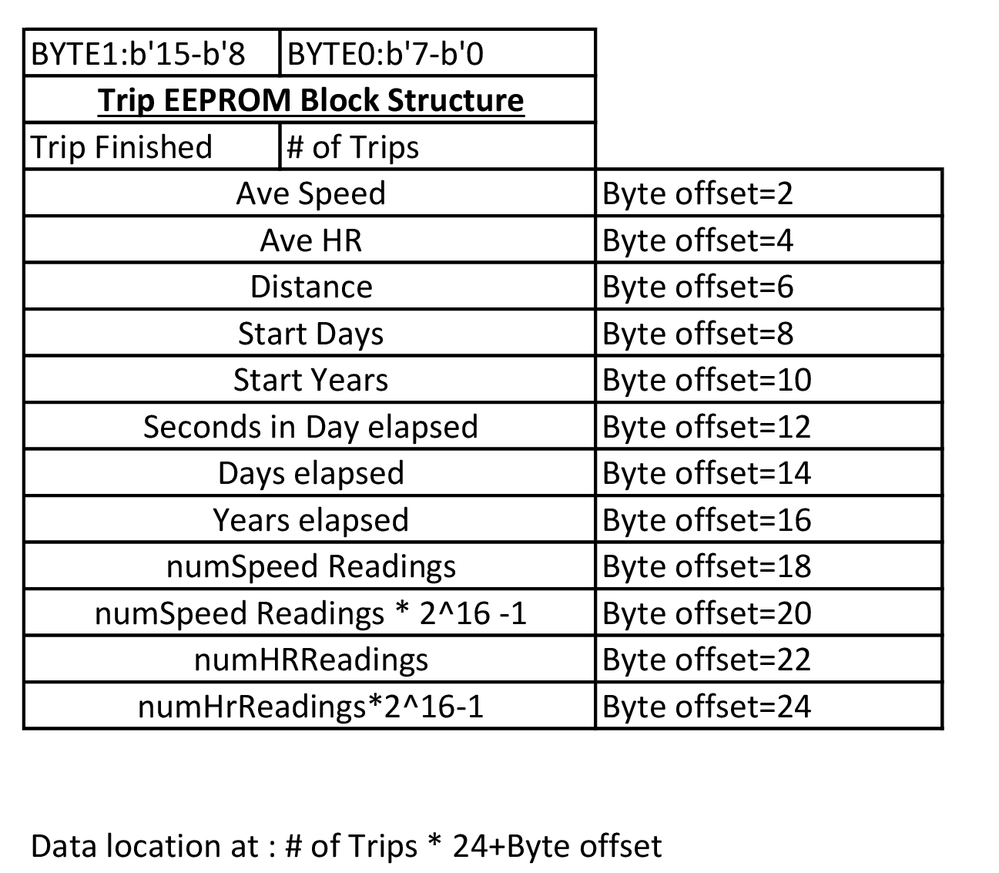 BYTE1:b'15-b'8 BYTE0:b'7-b'0
Trip EEPROM Block Structure
Trip Finished # of Trips
Ave Speed Byte offset=2
Ave HR Byte offset=4
Distance Byte offset=6
Start Days Byte offset=8
Start Years Byte offset=10
Seconds in Day elapsed Byte offset=12
Days elapsed Byte offset=14
Years elapsed Byte offset=16
numSpeed Readings Byte offset=18
numSpeed Readings * 2^16 -1 Byte offset=20
numHRReadings Byte offset=22
numHrReadings*2^16-1 Byte offset=24
Data location at : # of Trips * 24+Byte offset